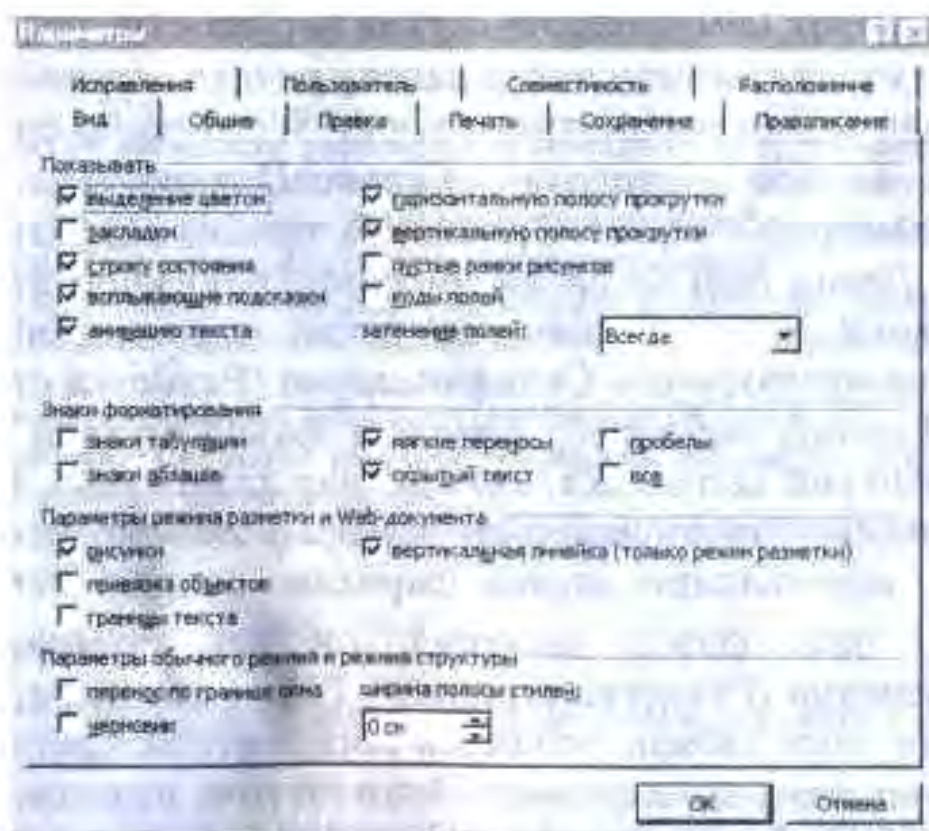 Параметры
Исправления Пользователь Совместимость Расположение
Вид Общие Правка Печать Сохранение Правописание
Показывать
выделение цветом горизонтальную полосу прокрутки
закладки вертикальную полосу прокрутки
строку состояния пустые рамки рисунков
всплывающие подсказки коды полей
анимацию текста затенение полей: Всегда
Знаки форматирования
знаки табуляции мягкие переносы пробелы
знаки абзацев скрытый текст все
Параметры режима разметки и Web-документа
рисунки вертикальная линейка (только режим разметки)
привязка объектов
границы текста
Параметры обычного режима и режима структуры
перенос по границе окна ширина полосы стилей:
черновик 0 см
OK Отмена